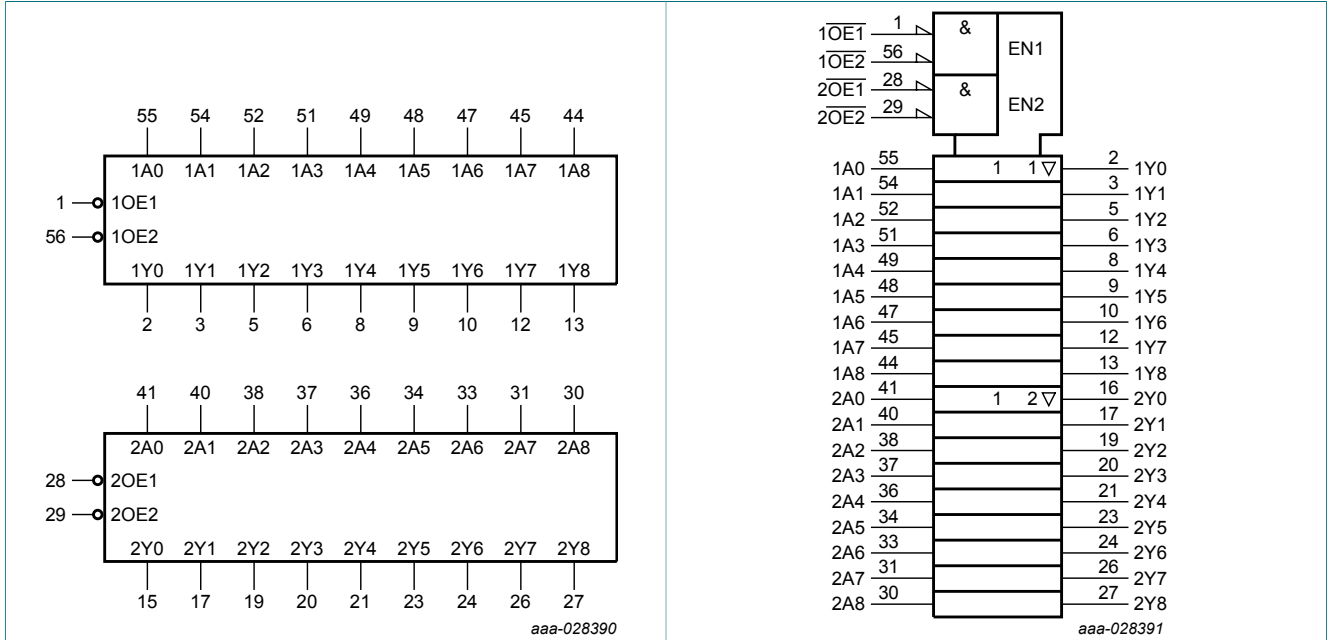 55 54 52 51 49 48 47 45 44
1A0 1A1 1A2 1A3 1A4 1A5 1A6 1A7 1A8
1 1OE1
56 1OE2
1Y0 1Y1 1Y2 1Y3 1Y4 1Y5 1Y6 1Y7 1Y8
2 3 5 6 8 9 10 12 13
41 40 38 37 36 34 33 31 30
2A0 2A1 2A2 2A3 2A4 2A5 2A6 2A7 2A8
28 2OE1
29 2OE2
2Y0 2Y1 2Y2 2Y3 2Y4 2Y5 2Y6 2Y7 2Y8
15 17 19 20 21 23 24 26 27
aaa-028390
1O̅E̅1̅ 1 & EN1
1O̅E̅2̅ 56
2O̅E̅1̅ 28 & EN2
2O̅E̅2̅ 29
1A0 55 1 1 ▽ 2 1Y0
1A1 54 3 1Y1
1A2 52 5 1Y2
1A3 51 6 1Y3
1A4 49 8 1Y4
1A5 48 9 1Y5
1A6 47 10 1Y6
1A7 45 12 1Y7
1A8 44 13 1Y8
2A0 41 1 2 ▽ 16 2Y0
2A1 40 17 2Y1
2A2 38 19 2Y2
2A3 37 20 2Y3
2A4 36 21 2Y4
2A5 34 23 2Y5
2A6 33 24 2Y6
2A7 31 26 2Y7
2A8 30 27 2Y8
aaa-028391